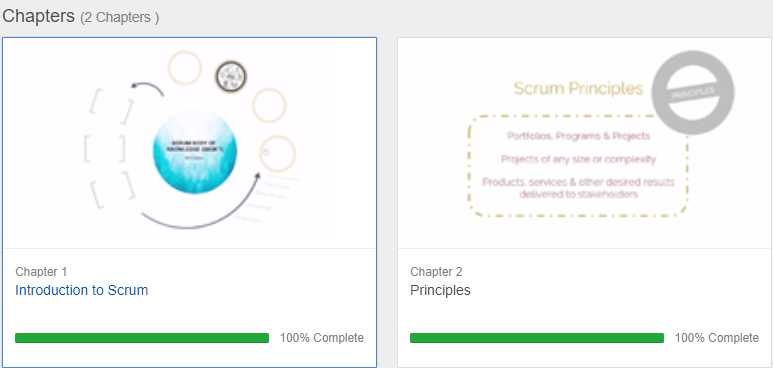 Chapters (2 Chapters )
SCRUM BODY OF
KNOWLEDGE
Chapter 1
Introduction to Scrum
100% Complete
Scrum Principles
PRINCIPLES
Portfolios, Programs & Projects
Projects of any size or complexity
Products, services & other desired results
delivered to stakeholders
Chapter 2
Principles
100% Complete